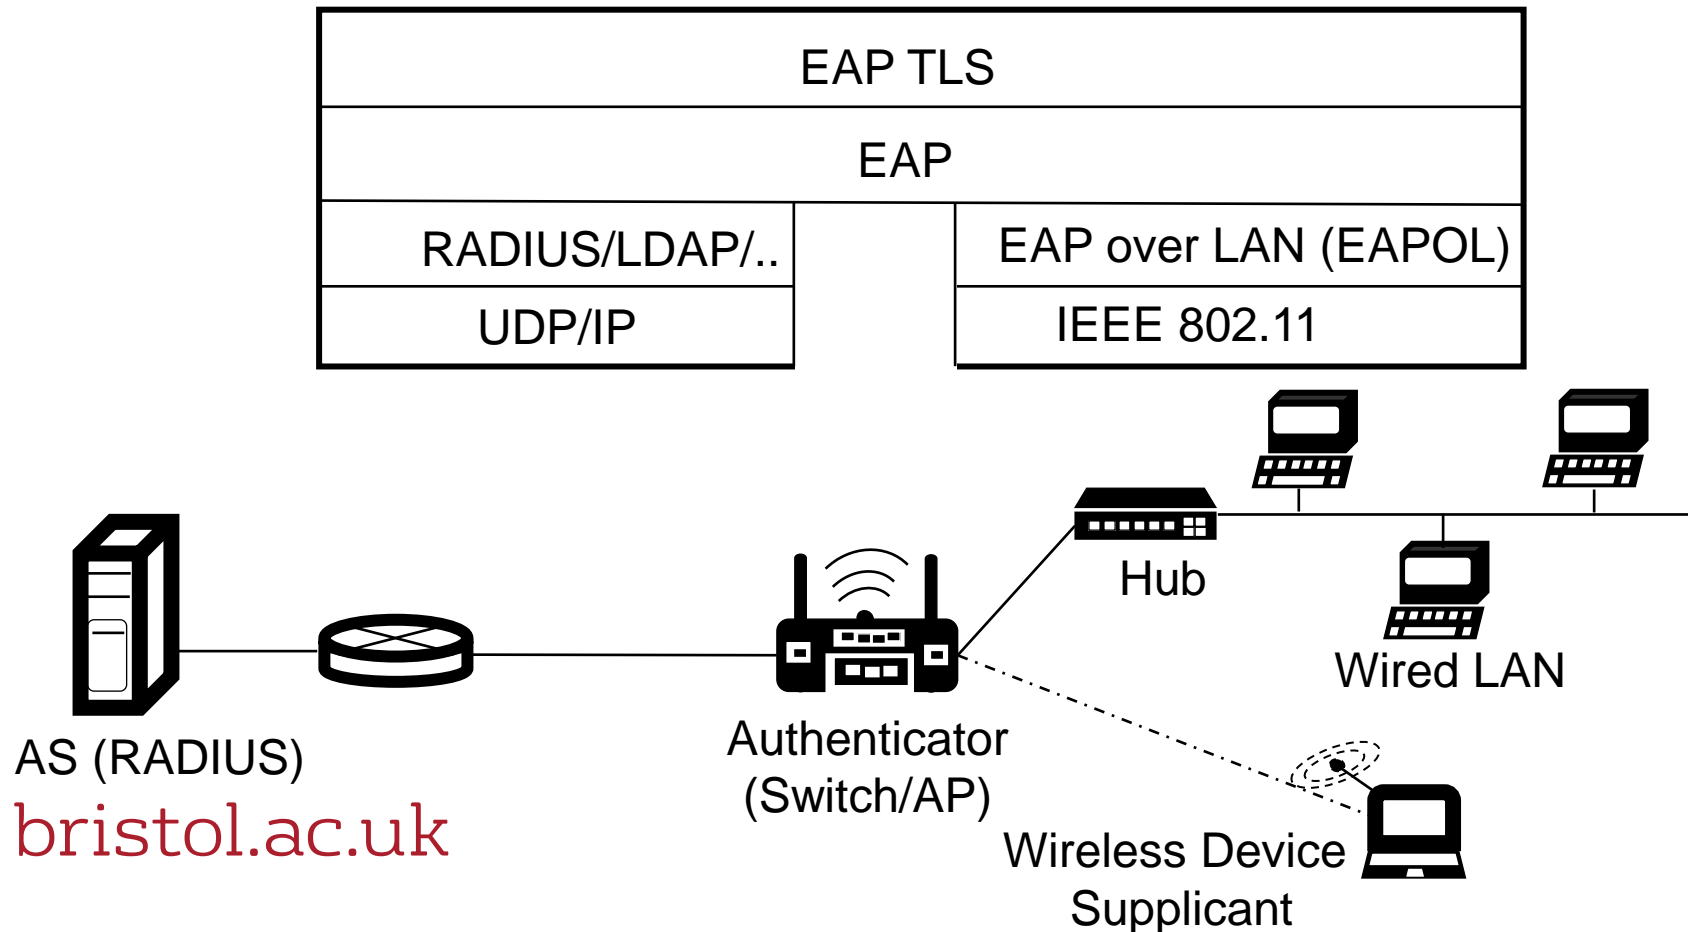 EAP TLS
EAP
RADIUS/LDAP/..
EAP over LAN (EAPOL)
UDP/IP
IEEE 802.11
Hub
Wired LAN
AS (RADIUS)
bristol.ac.uk
Authenticator
(Switch/AP)
Wireless Device
Supplicant